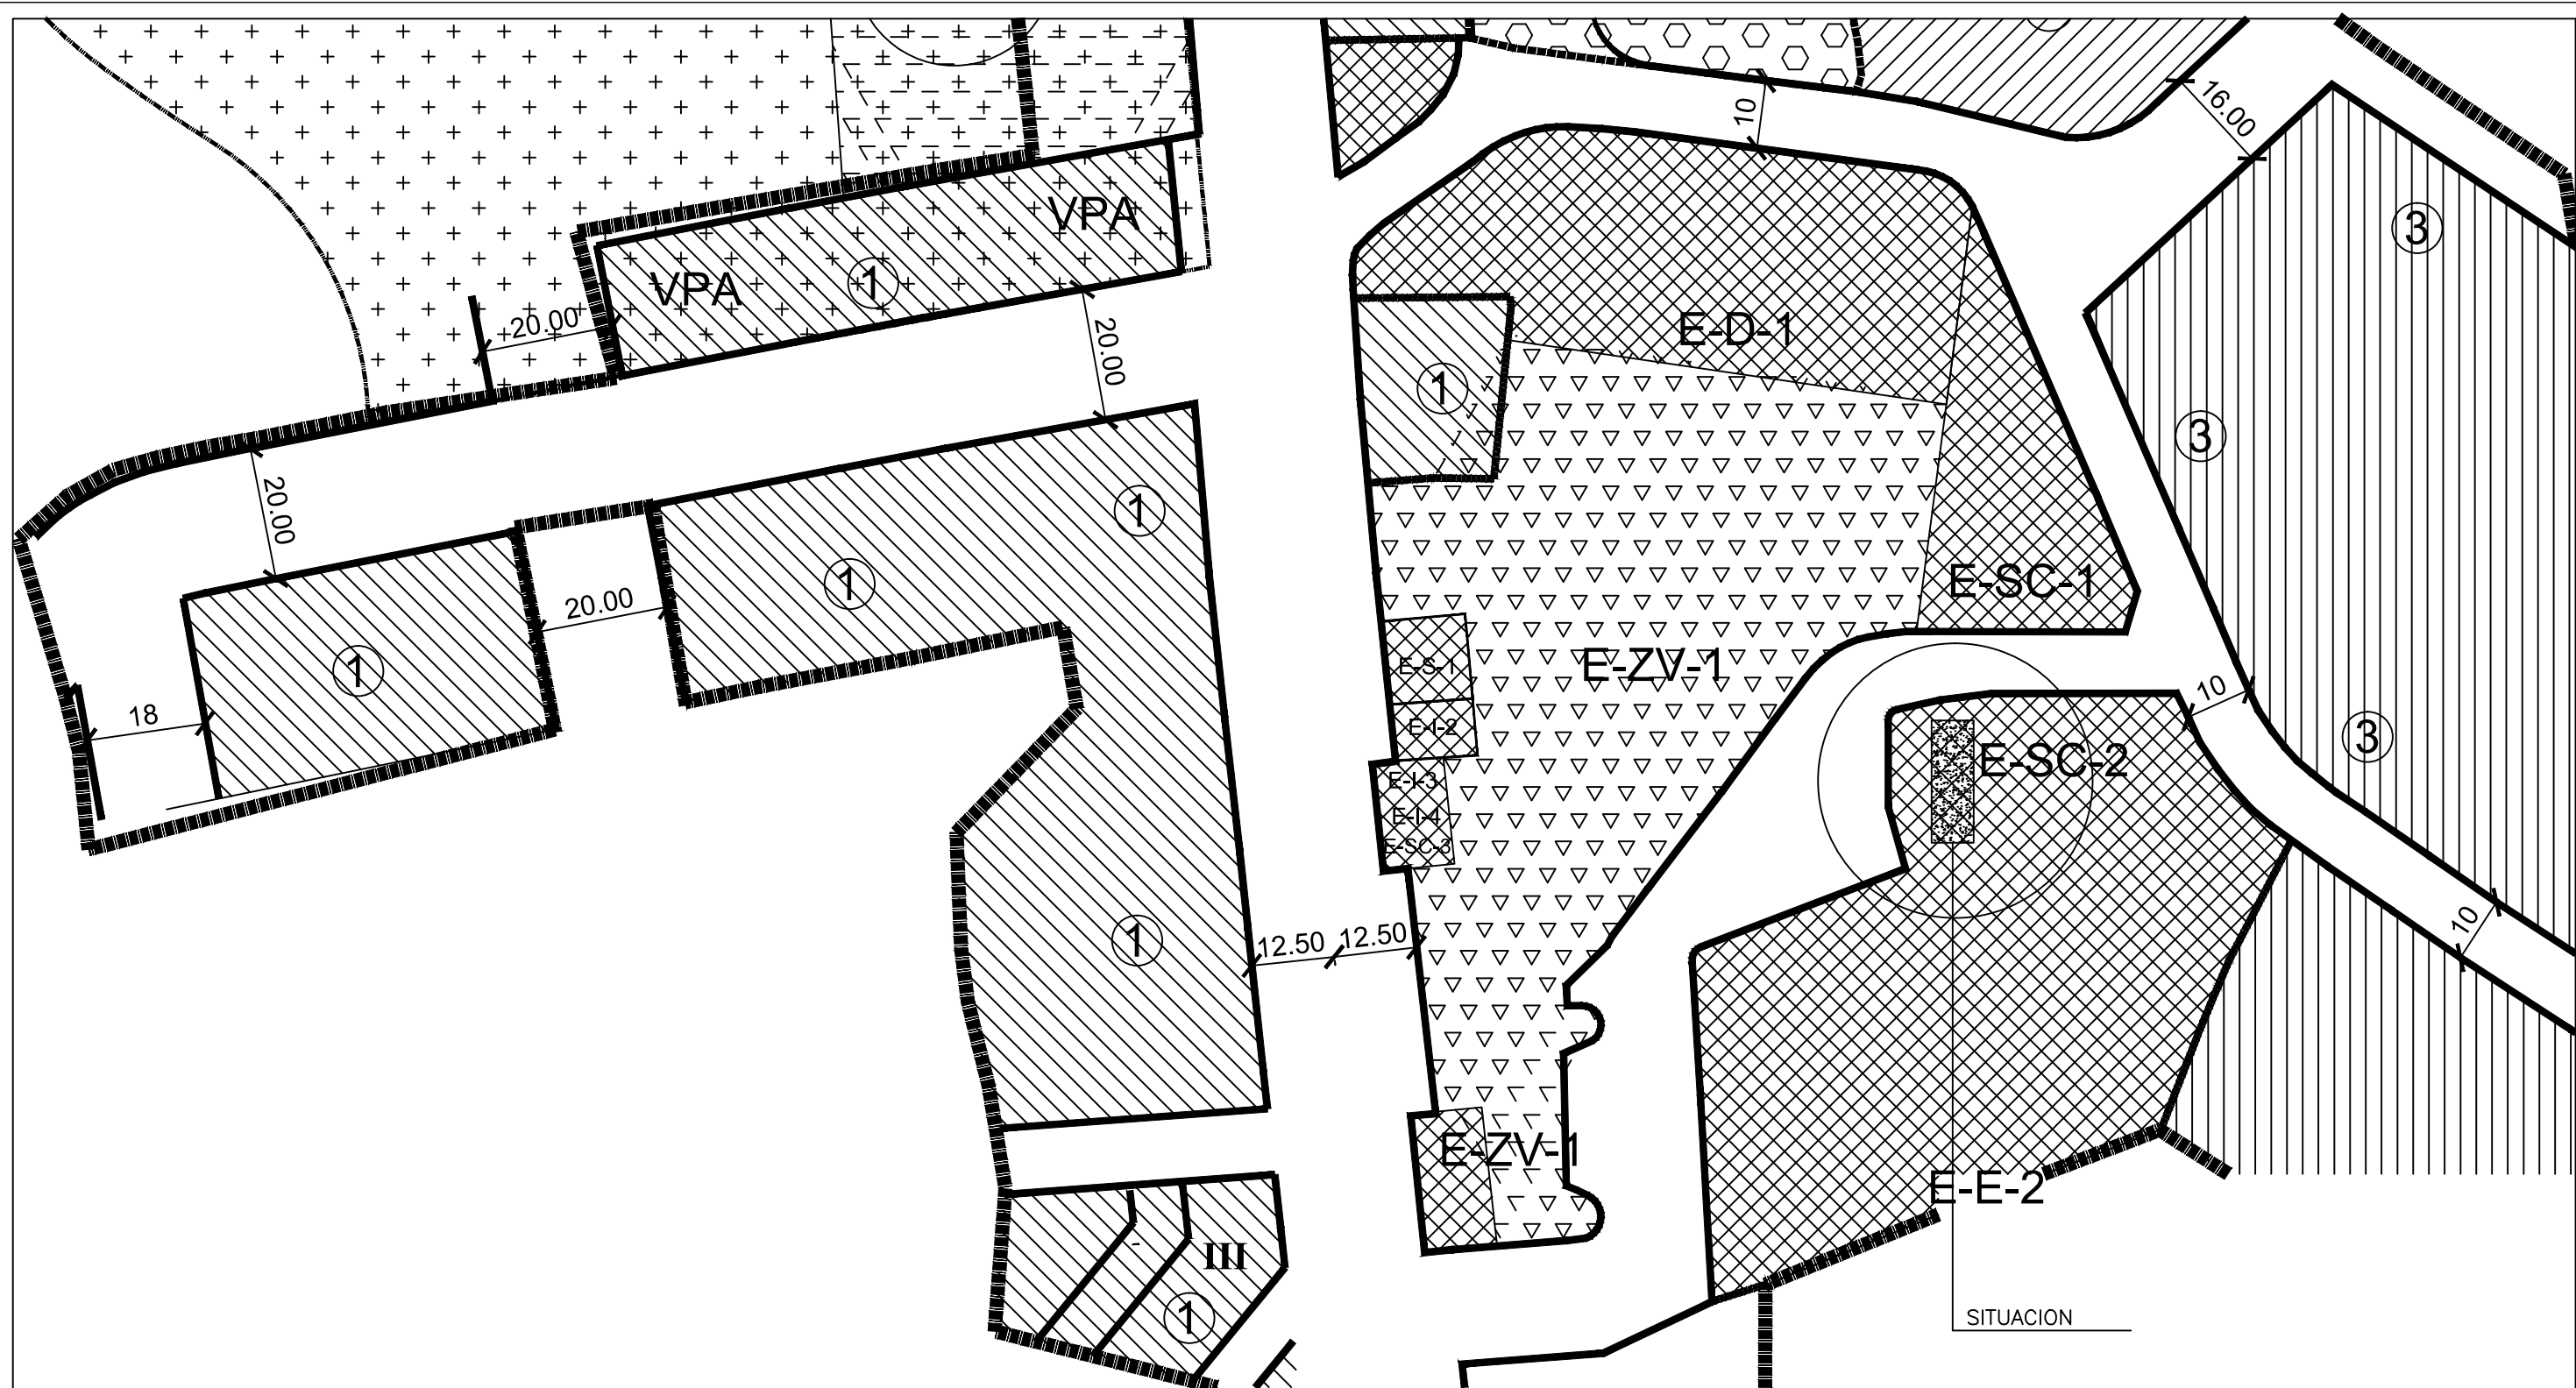 10
16.00
VPA
3
VPA
1
20.00
20.00
E-D-1
1
3
1
20.00
1
E-SC-1
20.00
1
E-S-1
E-ZV-1
10
18
E-I-2
3
E-SC-2
E-I-3
E-I-4
E-SC-3
1
12.50
12.50
10
E-ZV-1
E-E-2
III
1
SITUACION